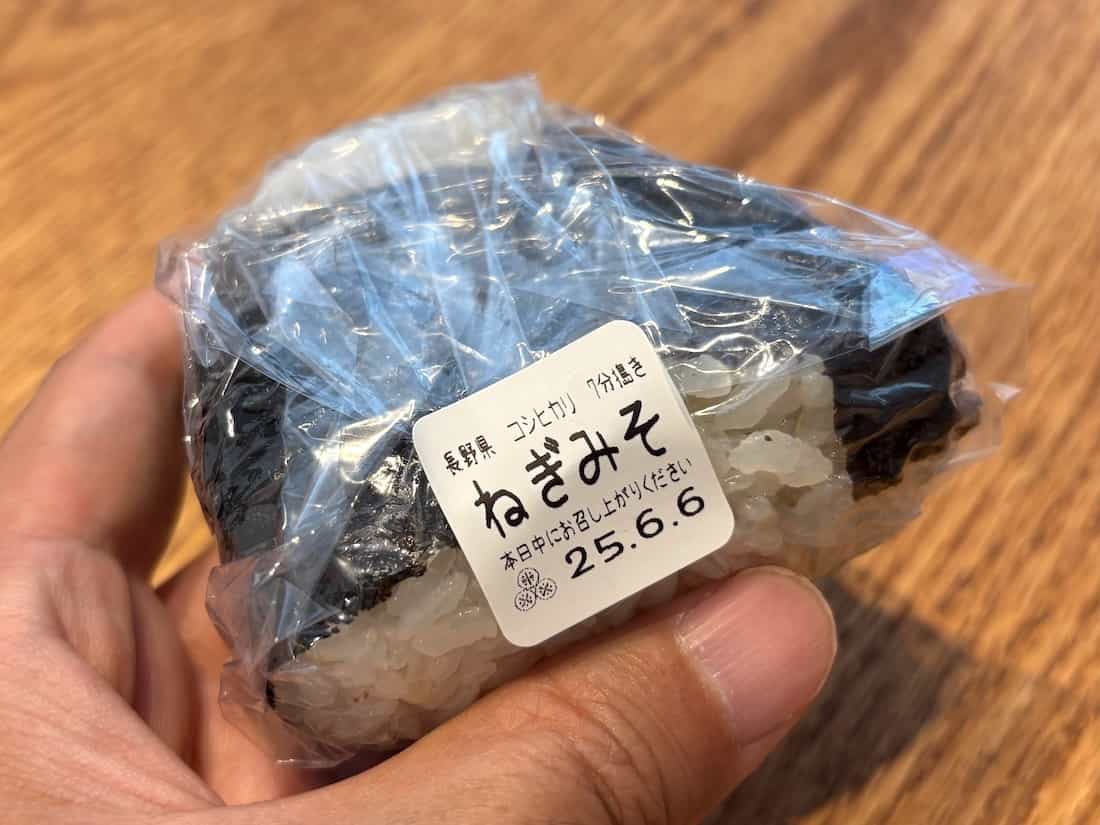 長野県 コシヒカリ 7分搗き
ねぎみそ
本日中にお召し上がりください
25.6.6
米
※※